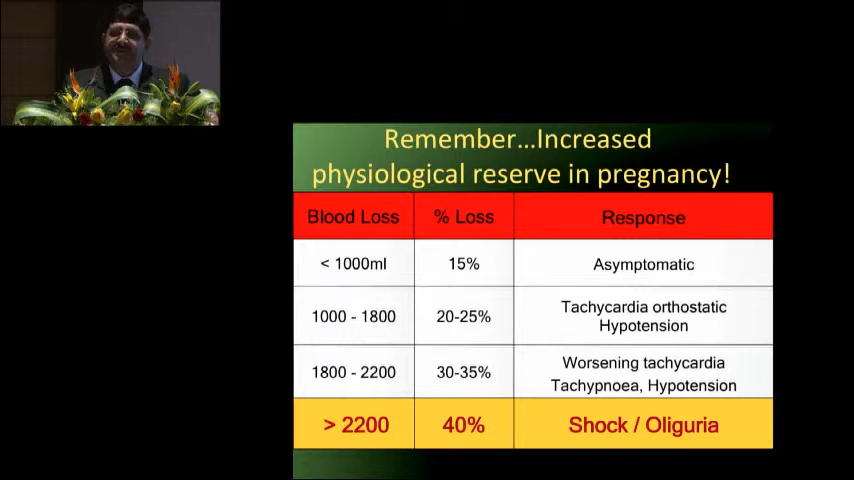 Remember...Increased
physiological reserve in pregnancy!
Blood Loss % Loss Response
< 1000ml 15% Asymptomatic
1000 - 1800 20-25% Tachycardia orthostatic
Hypotension
1800 - 2200 30-35% Worsening tachycardia
Tachypnoea, Hypotension
> 2200 40% Shock / Oliguria